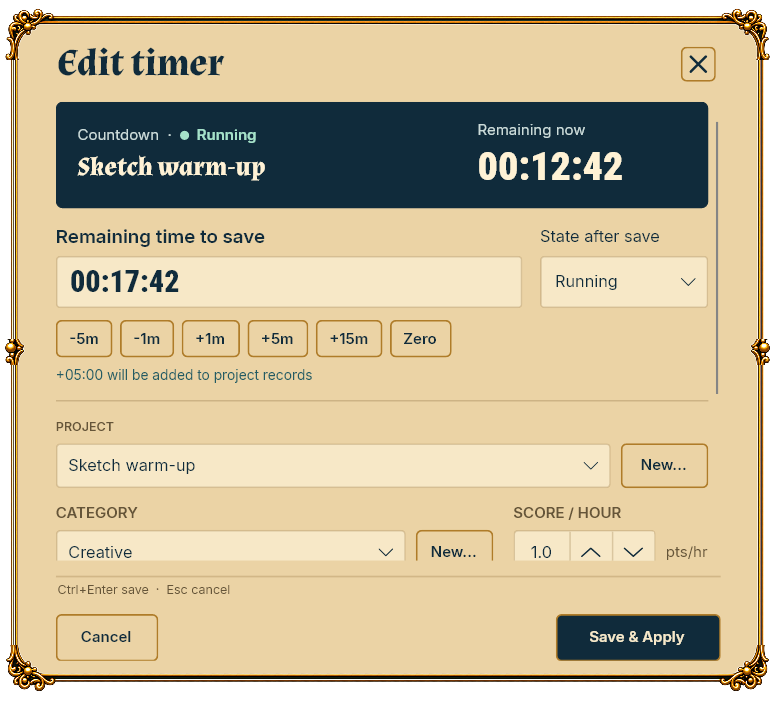 Edit timer
Countdown · Running
Remaining now
Sketch warm-up
00:12:42
Remaining time to save
State after save
00:17:42
Running
-5m
-1m
+1m
+5m
+15m
Zero
+05:00 will be added to project records
PROJECT
Sketch warm-up
New...
CATEGORY
SCORE / HOUR
Creative
New...
1.0
pts/hr
Ctrl+Enter save · Esc cancel
Cancel
Save & Apply